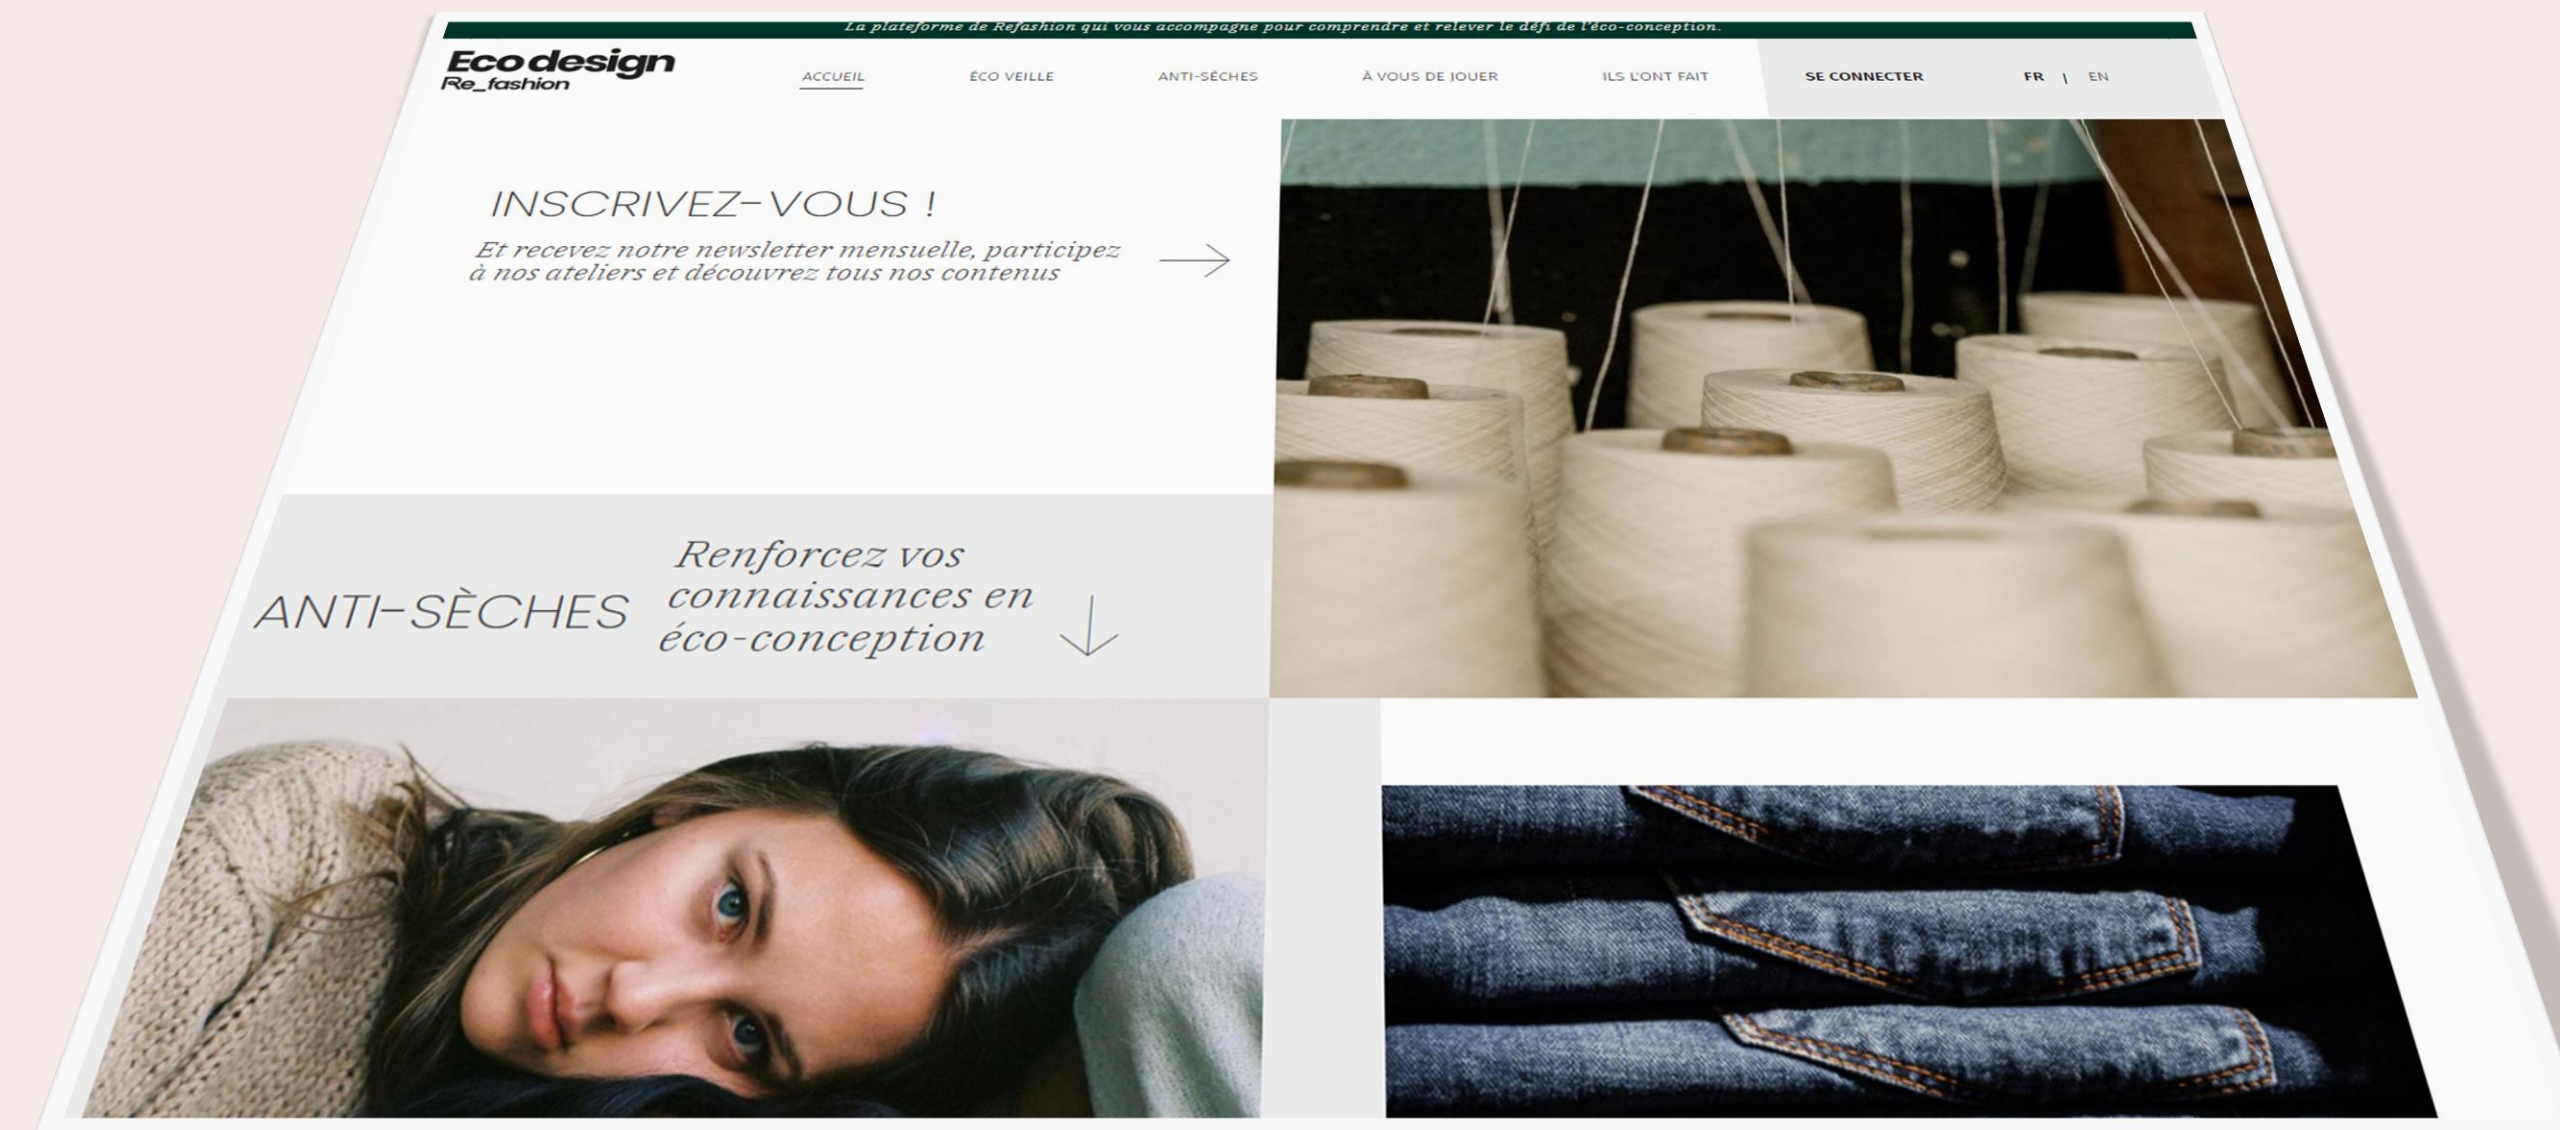 La plateforme de Refashion qui vous accompagne pour comprendre et relever le défi de l'éco-conception.
Eco design
Re_fashion
ACCUEIL
ÉCO VEILLE
ANTI-SÈCHES
À VOUS DE JOUER
ILS L'ONT FAIT
SE CONNECTER
FR | EN
INSCRIVEZ-VOUS !
Et recevez notre newsletter mensuelle, participez
à nos ateliers et découvrez tous nos contenus
ANTI-SÈCHES
Renforcez vos
connaissances en
éco-conception